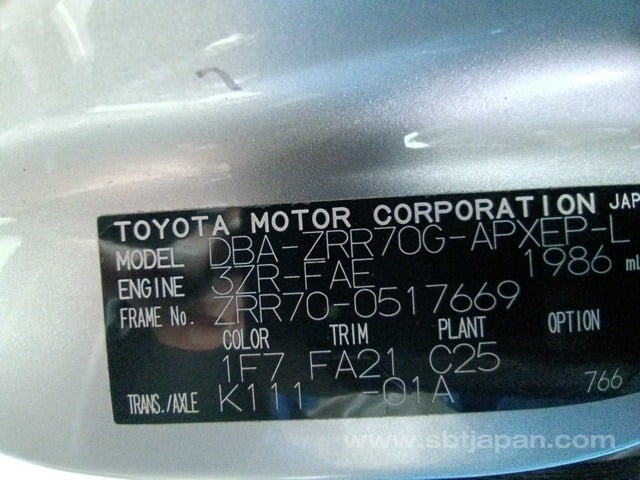 TOYOTA MOTOR CORPORATION JAP
MODEL DBA-ZRR70G-APXEP-L
ENGINE 3ZR-FAE 1986 mL
FRAME No. ZRR70-0517669
COLOR TRIM PLANT OPTION
1F7 FA21 C25
TRANS./AXLE K111 -01A 766
www.sbtjapan.com